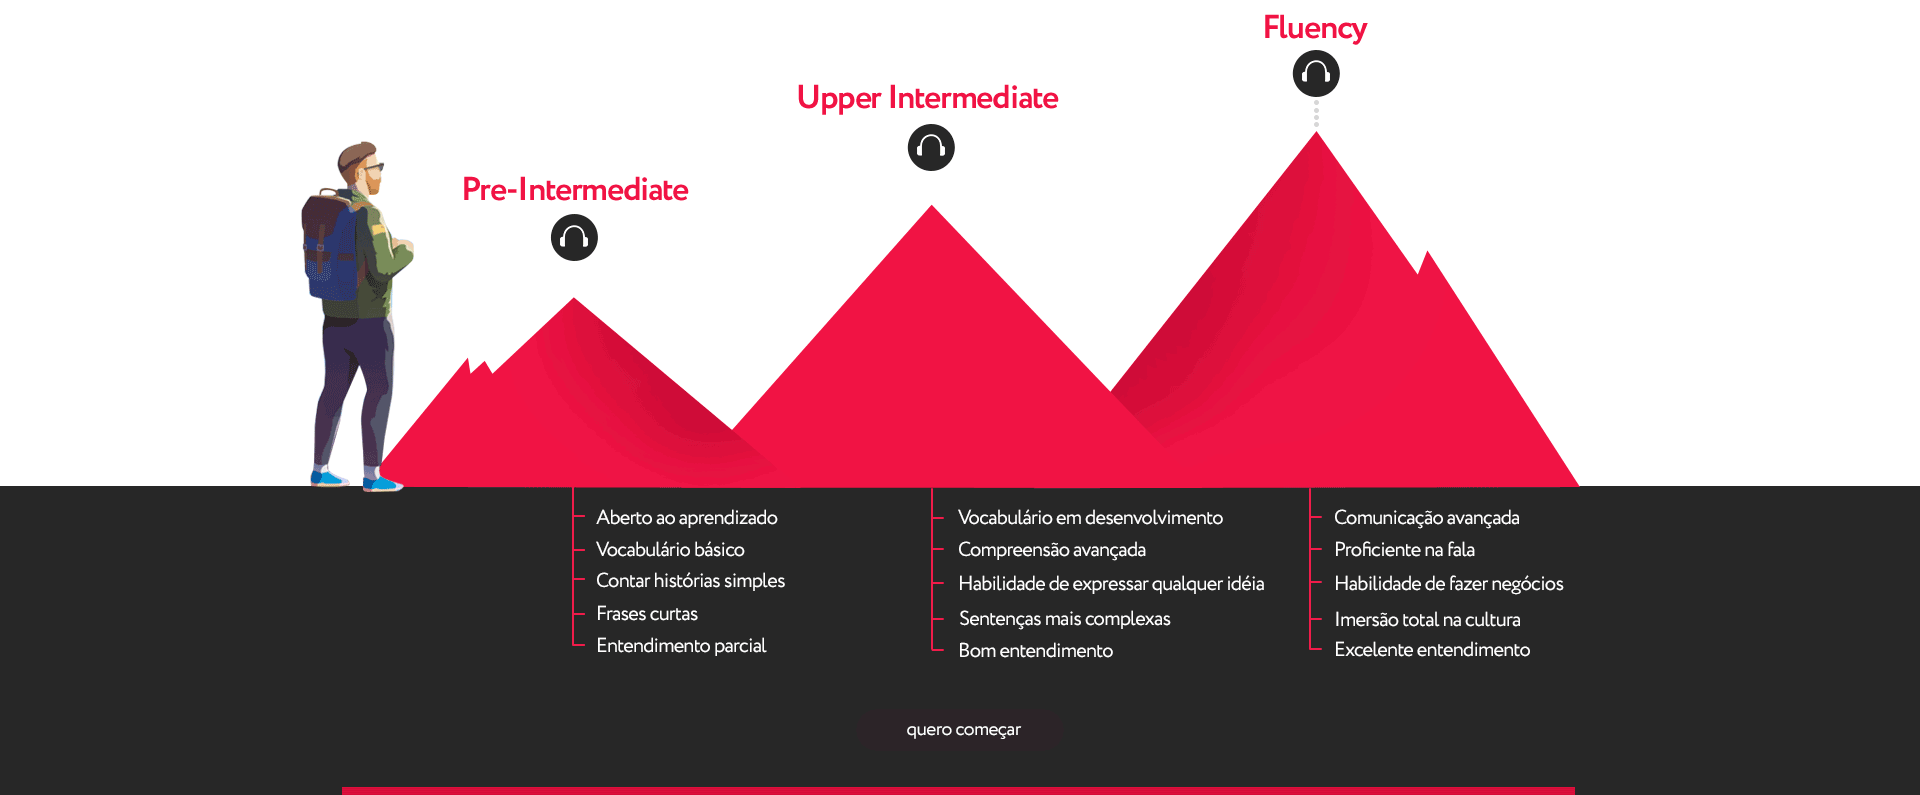 Fluency
Upper Intermediate
Pre-Intermediate
Aberto ao aprendizado
Vocabulário básico
Contar histórias simples
Frases curtas
Entendimento parcial
Vocabulário em desenvolvimento
Compreensão avançada
Habilidade de expressar qualquer idéia
Sentenças mais complexas
Bom entendimento
Comunicação avançada
Proficiente na fala
Habilidade de fazer negócios
Imersão total na cultura
Excelente entendimento
quero começar